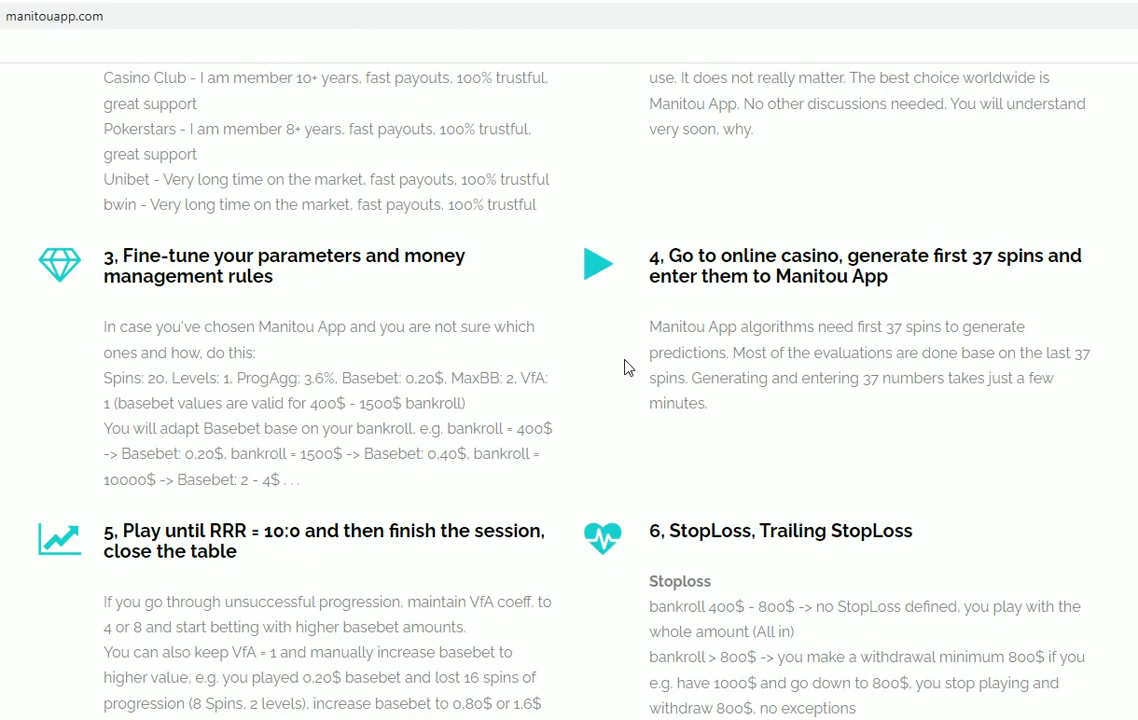 manitouapp.com
Casino Club - I am member 10+ years, fast payouts, 100% trustful,
great support
Pokerstars - I am member 8+ years, fast payouts, 100% trustful,
great support
Unibet - Very long time on the market, fast payouts, 100% trustful
bwin - Very long time on the market, fast payouts, 100% trustful
use. It does not really matter. The best choice worldwide is
Manitou App. No other discussions needed. You will understand
very soon, why.
3, Fine-tune your parameters and money
management rules
In case you've chosen Manitou App and you are not sure which
ones and how, do this:
Spins: 20, Levels: 1, ProgAgg: 3.6%, Basebet: 0,20$, MaxBB: 2, VfA:
1 (basebet values are valid for 400$ - 1500$ bankroll)
You will adapt Basebet base on your bankroll. e.g. bankroll = 400$
-> Basebet: 0,20$, bankroll = 1500$ -> Basebet: 0,40$, bankroll =
10000$ -> Basebet: 2 - 4$ . . .
4, Go to online casino, generate first 37 spins and
enter them to Manitou App
Manitou App algorithms need first 37 spins to generate
predictions. Most of the evaluations are done base on the last 37
spins. Generating and entering 37 numbers takes just a few
minutes.
5, Play until RRR = 10:0 and then finish the session,
close the table
If you go through unsuccessful progression, maintain VfA coeff. to
4 or 8 and start betting with higher basebet amounts.
You can also keep VfA = 1 and manually increase basebet to
higher value. e.g. you played 0,20$ basebet and lost 16 spins of
progression (8 Spins, 2 levels), increase basebet to 0,80$ or 1,6$
6, StopLoss, Trailing StopLoss
Stoploss
bankroll 400$ - 800$ -> no StopLoss defined, you play with the
whole amount (All in)
bankroll > 800$ -> you make a withdrawal minimum 800$ if you
e.g. have 1000$ and go down to 800$, you stop playing and
withdraw 800$, no exceptions